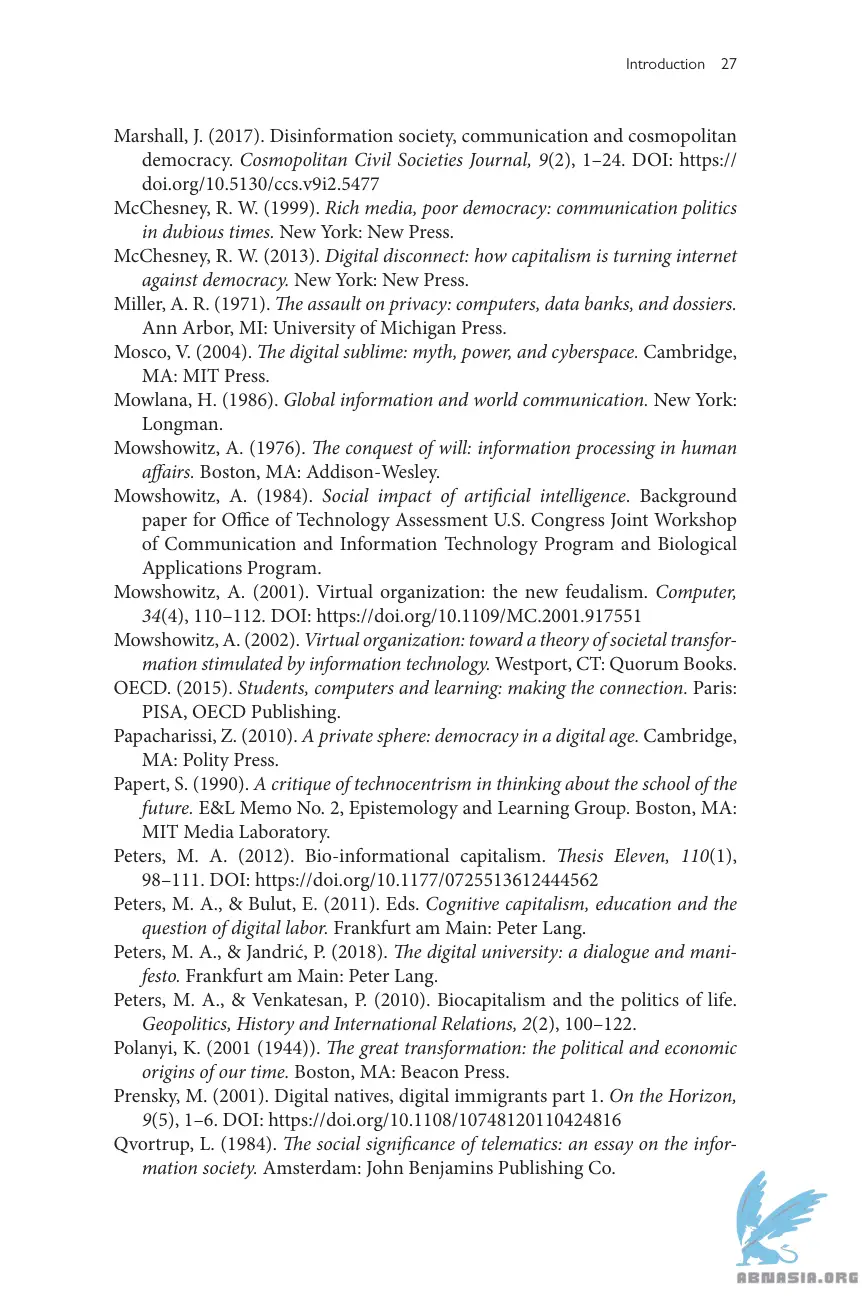 Introduction 27
Marshall, J. (2017). Disinformation society, communication and cosmopolitan
democracy. Cosmopolitan Civil Societies Journal, 9(2), 1–24. DOI: https://
doi.org/10.5130/ccs.v9i2.5477
McChesney, R. W. (1999). Rich media, poor democracy: communication politics
in dubious times. New York: New Press.
McChesney, R. W. (2013). Digital disconnect: how capitalism is turning internet
against democracy. New York: New Press.
Miller, A. R. (1971). The assault on privacy: computers, data banks, and dossiers.
Ann Arbor, MI: University of Michigan Press.
Mosco, V. (2004). The digital sublime: myth, power, and cyberspace. Cambridge,
MA: MIT Press.
Mowlana, H. (1986). Global information and world communication. New York:
Longman.
Mowshowitz, A. (1976). The conquest of will: information processing in human
affairs. Boston, MA: Addison-Wesley.
Mowshowitz, A. (1984). Social impact of artificial intelligence. Background
paper for Office of Technology Assessment U.S. Congress Joint Workshop
of Communication and Information Technology Program and Biological
Applications Program.
Mowshowitz, A. (2001). Virtual organization: the new feudalism. Computer,
34(4), 110–112. DOI: https://doi.org/10.1109/MC.2001.917551
Mowshowitz, A. (2002). Virtual organization: toward a theory of societal transfor-
mation stimulated by information technology. Westport, CT: Quorum Books.
OECD. (2015). Students, computers and learning: making the connection. Paris:
PISA, OECD Publishing.
Papacharissi, Z. (2010). A private sphere: democracy in a digital age. Cambridge,
MA: Polity Press.
Papert, S. (1990). A critique of technocentrism in thinking about the school of the
future. E&L Memo No. 2, Epistemology and Learning Group. Boston, MA:
MIT Media Laboratory.
Peters, M. A. (2012). Bio-informational capitalism. Thesis Eleven, 110(1),
98–111. DOI: https://doi.org/10.1177/0725513612444562
Peters, M. A., & Bulut, E. (2011). Eds. Cognitive capitalism, education and the
question of digital labor. Frankfurt am Main: Peter Lang.
Peters, M. A., & Jandrić, P. (2018). The digital university: a dialogue and mani-
festo. Frankfurt am Main: Peter Lang.
Peters, M. A., & Venkatesan, P. (2010). Biocapitalism and the politics of life.
Geopolitics, History and International Relations, 2(2), 100–122.
Polanyi, K. (2001 (1944)). The great transformation: the political and economic
origins of our time. Boston, MA: Beacon Press.
Prensky, M. (2001). Digital natives, digital immigrants part 1. On the Horizon,
9(5), 1–6. DOI: https://doi.org/10.1108/10748120110424816
Qvortrup, L. (1984). The social significance of telematics: an essay on the infor-
mation society. Amsterdam: John Benjamins Publishing Co.
ABNASIA.ORG